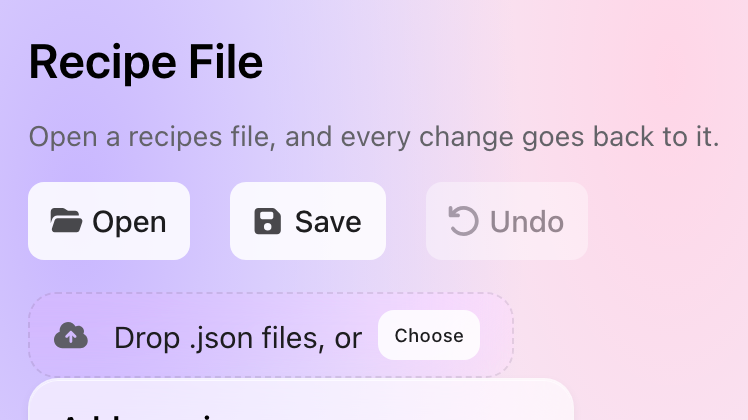 Recipe File
Open a recipes file, and every change goes back to it.
Open Save Undo
Drop .json files, or Choose